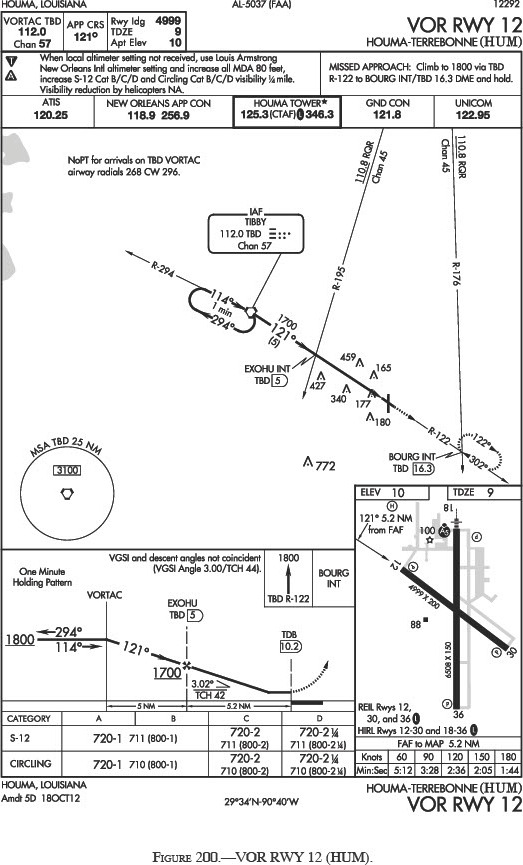 HOUMA, LOUISIANA AL-5037 (FAA) 12292
VORTAC TBD
112.0
Chan 57
APP CRS
121°
Rwy ldg 4999
TDZE 9
Apt Elev 10
VOR RWY 12
HOUMA-TERREBONNE (HUM)
T
A
When local altimeter setting not received, use Louis Armstrong
New Orleans Intl altimeter setting and increase all MDA 80 feet,
increase S-12 Cat B/C/D and Circling Cat B/C/D visibility ¼ mile.
Visibility reduction by helicopters NA.
MISSED APPROACH: Climb to 1800 via TBD
R-122 to BOURG INT/TBD 16.3 DME and hold.
ATIS
120.25
NEW ORLEANS APP CON
118.9 256.9
HOUMA TOWER*
125.3 (CTAF) L 346.3
GND CON
121.8
UNICOM
122.95
NoPT for arrivals on TBD VORTAC
airway radials 268 CW 296.
110.8 RQR
Chan 45
110.8 RQR
Chan 45
IAF
TIBBY
112.0 TBD
Chan 57
R-294
R-195
R-176
114°
1 min
294°
1700
121°
(5)
EXOHU INT
TBD 5
459
165
427
340
177
180
R-122
122°
302°
BOURG INT
TBD 16.3
772
MSA TBD 25 NM
3100
ELEV 10
TDZE 9
H
18
121° 5.2 NM
from FAF
100
A5
P
12
P
4999 X 200
88
6508 X 150
30
P
P
36
REIL Rwys 12,
30, and 36 L
HIRL Rwys 12-30 and 18-36 L
FAF to MAP 5.2 NM
Knots 60 90 120 150 180
Min:Sec 5:12 3:28 2:36 2:05 1:44
VGSI and descent angles not coincident
(VGSI Angle 3.00/TCH 44).
1800
TBD R-122
BOURG
INT
One Minute
Holding Pattern
VORTAC
EXOHU
TBD 5
TDB
10.2
1800
294°
114°
121°
1700
3.02°
TCH 42
5 NM
5.2 NM
CATEGORY A B C D
S-12 720-1 711 (800-1) 720-2 711 (800-2) 720-2¼ 711 (800-2¼)
CIRCLING 720-1 710 (800-1) 720-2 710 (800-2) 720-2¼ 710 (800-2¼)
HOUMA, LOUISIANA
Amdt 5D 18OCT12
29°34'N-90°40'W
HOUMA-TERREBONNE (HUM)
VOR RWY 12
FIGURE 200.—VOR RWY 12 (HUM).